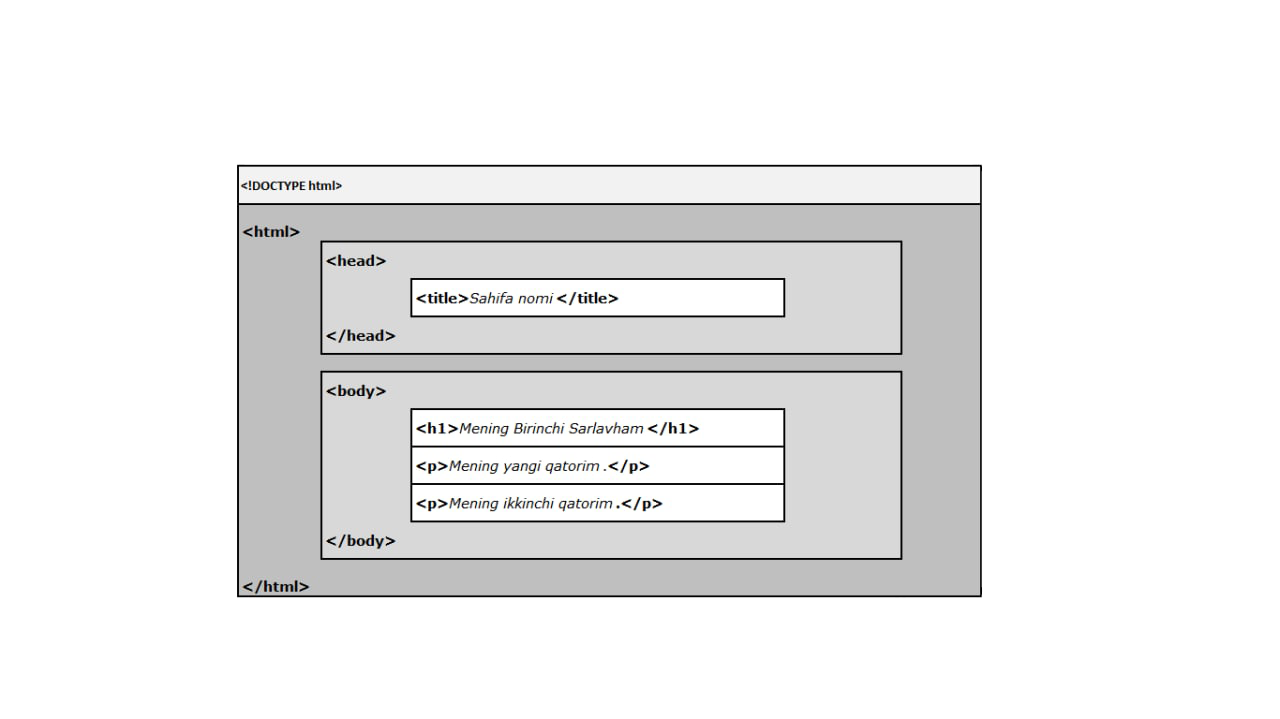 <!DOCTYPE html>
<html>
<head>
<title>Sahifa nomi </title>
</head>
<body>
<h1>Mening Birinchi Sarlavham </h1>
<p>Mening yangi qatorim .</p>
<p>Mening ikkinchi qatorim .</p>
</body>
</html>